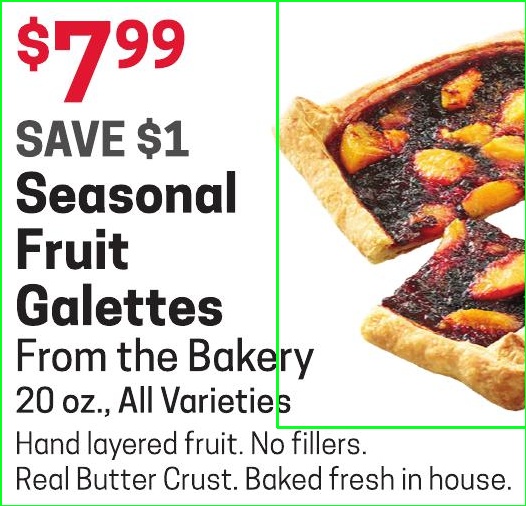 $7.99
SAVE $1
Seasonal
Fruit
Galettes
From the Bakery
20 oz., All Varieties
Hand layered fruit. No fillers.
Real Butter Crust. Baked fresh in house.